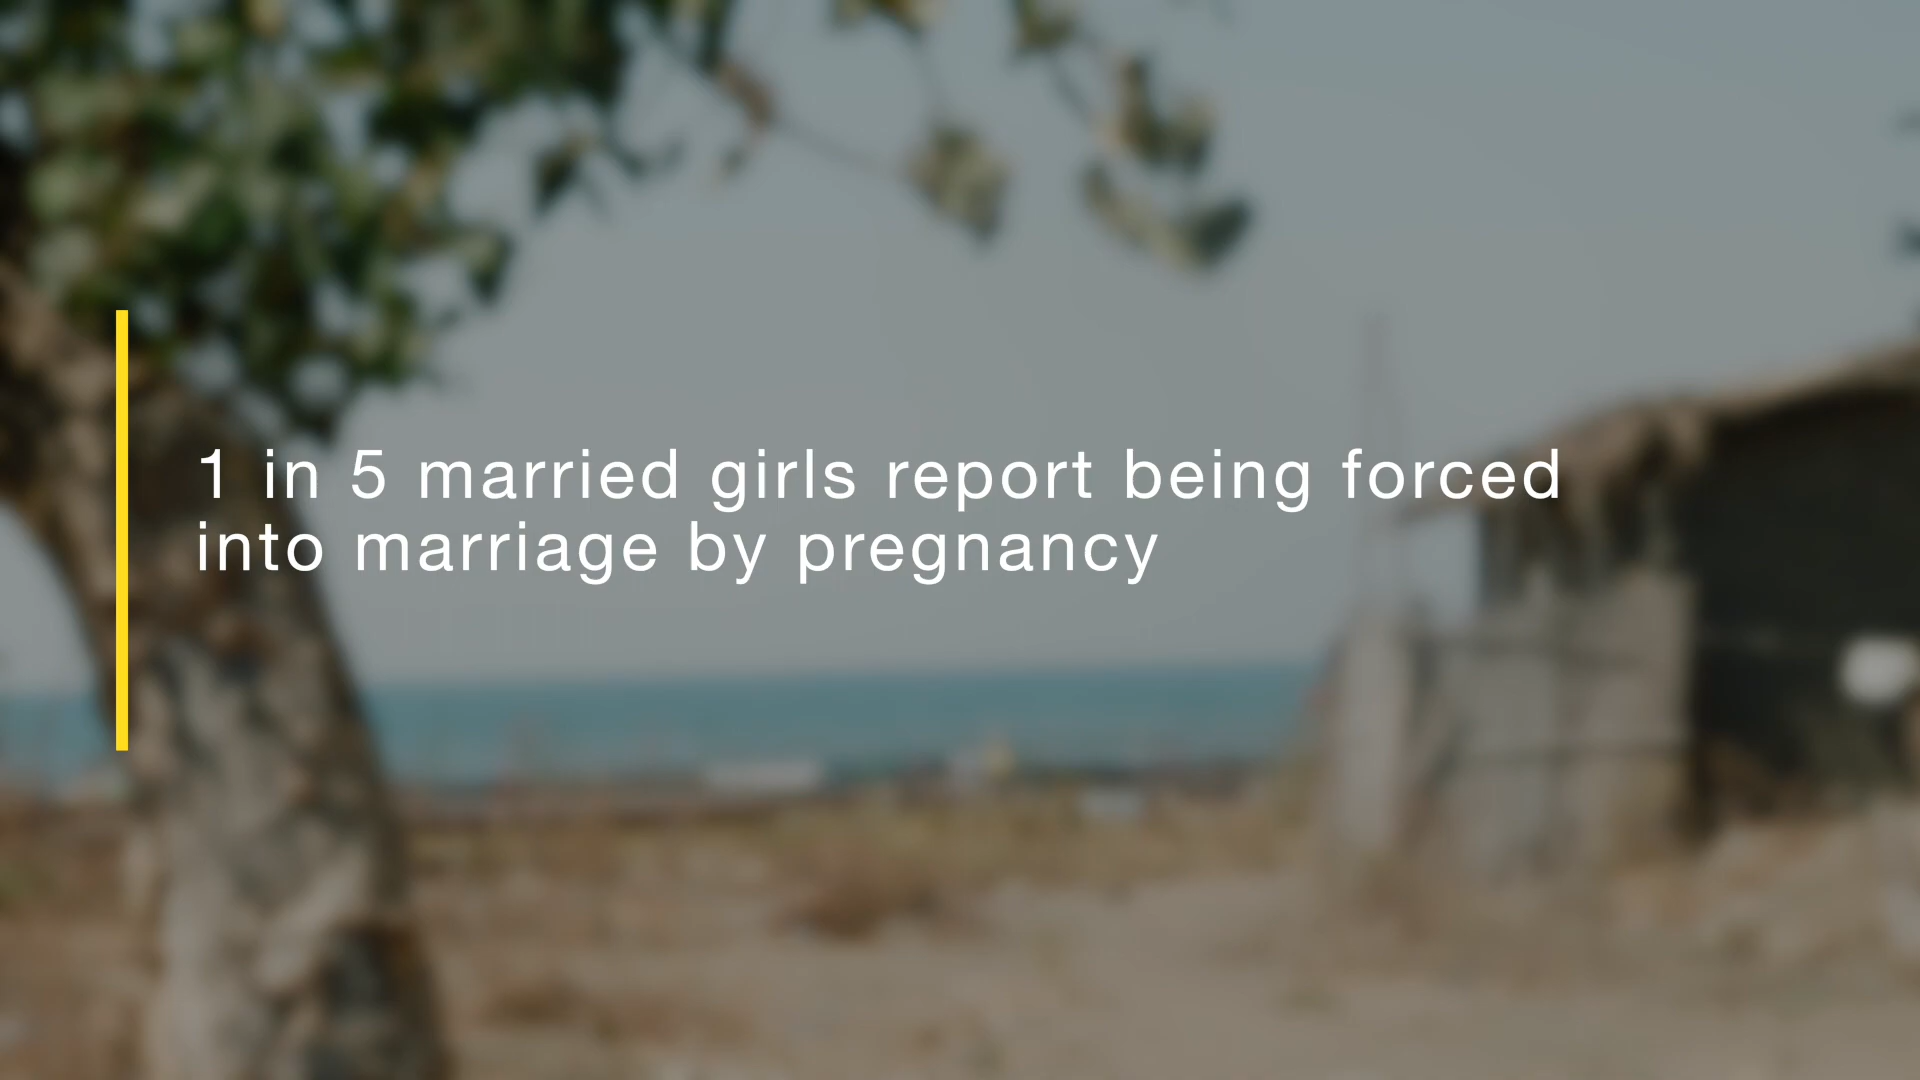 1 in 5 married girls report being forced
into marriage by pregnancy